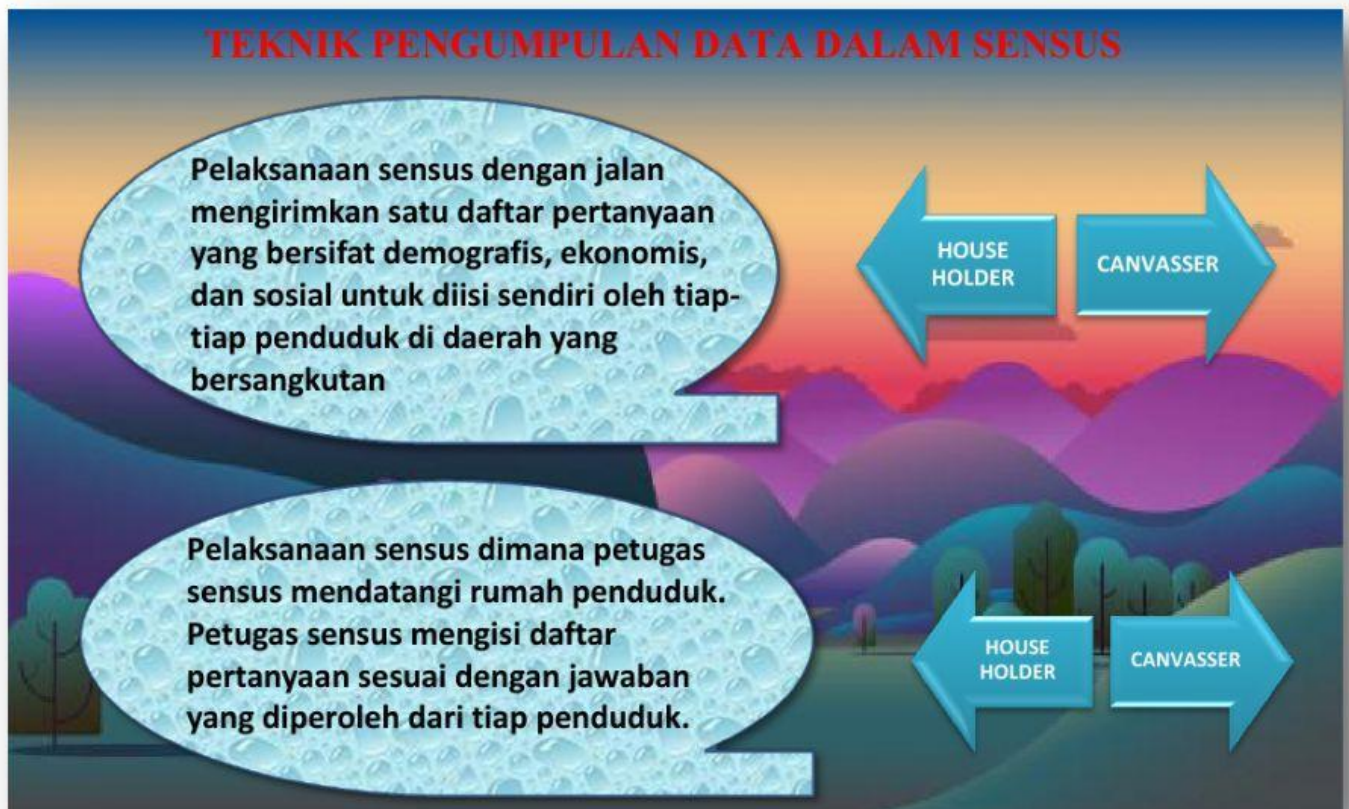 TEKNIK PENGUMPULAN DATA DALAM SENSUS
Pelaksanaan sensus dengan jalan
mengirimkan satu daftar pertanyaan
yang bersifat demografis, ekonomis,
dan sosial untuk diisi sendiri oleh tiap-
tiap penduduk di daerah yang
bersangkutan
HOUSE
HOLDER
CANVASSER
Pelaksanaan sensus dimana petugas
sensus mendatangi rumah penduduk.
Petugas sensus mengisi daftar
pertanyaan sesuai dengan jawaban
yang diperoleh dari tiap penduduk.
HOUSE
HOLDER
CANVASSER